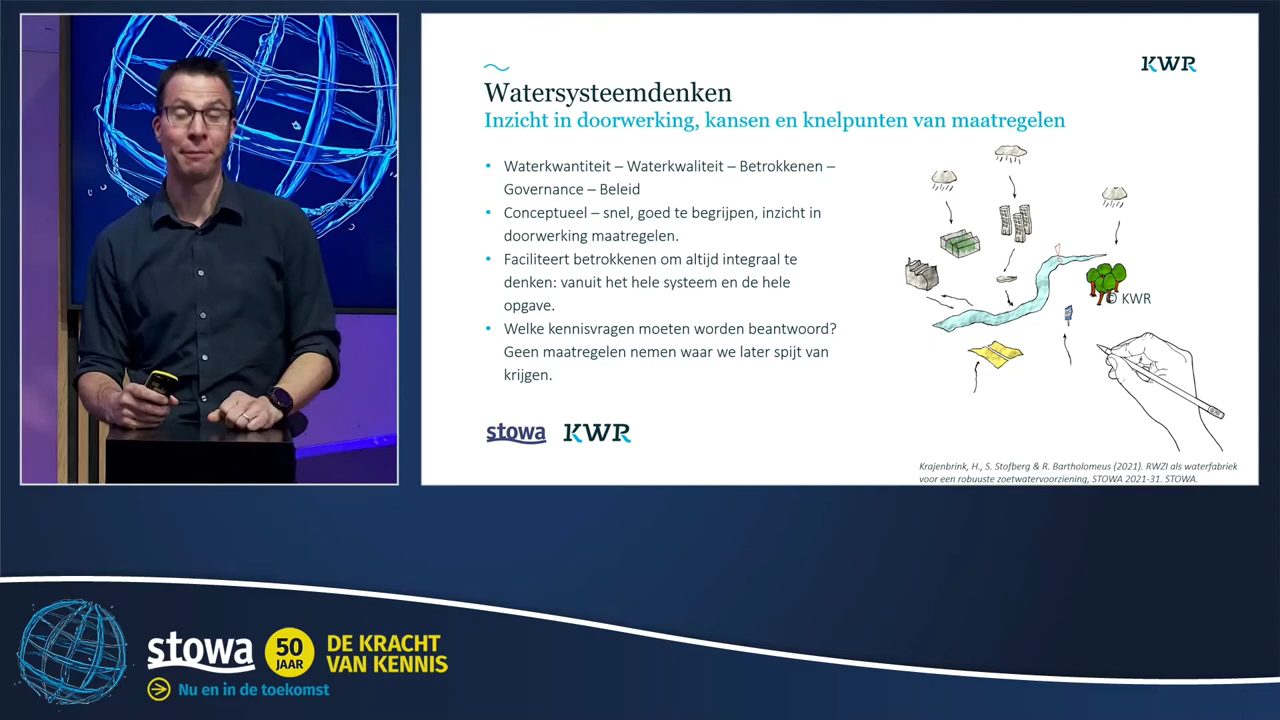 KWR
Watersysteemdenken
Inzicht in doorwerking, kansen en knelpunten van maatregelen
• Waterkwantiteit – Waterkwaliteit – Betrokkenen –
Governance – Beleid
• Conceptueel – snel, goed te begrijpen, inzicht in
doorwerking maatregelen.
• Faciliteert betrokkenen om altijd integraal te
denken: vanuit het hele systeem en de hele
opgave.
• Welke kennisvragen moeten worden beantwoord?
Geen maatregelen nemen waar we later spijt van
krijgen.
© KWR
stowa KWR
Krajenbrink, H., S. Stofberg & R. Bartholomeus (2021). RWZI als waterfabriek
voor een robuuste zoetwatervoorziening, STOWA 2021-31. STOWA.
stowa
50
JAAR
DE KRACHT
VAN KENNIS
Nu en in de toekomst